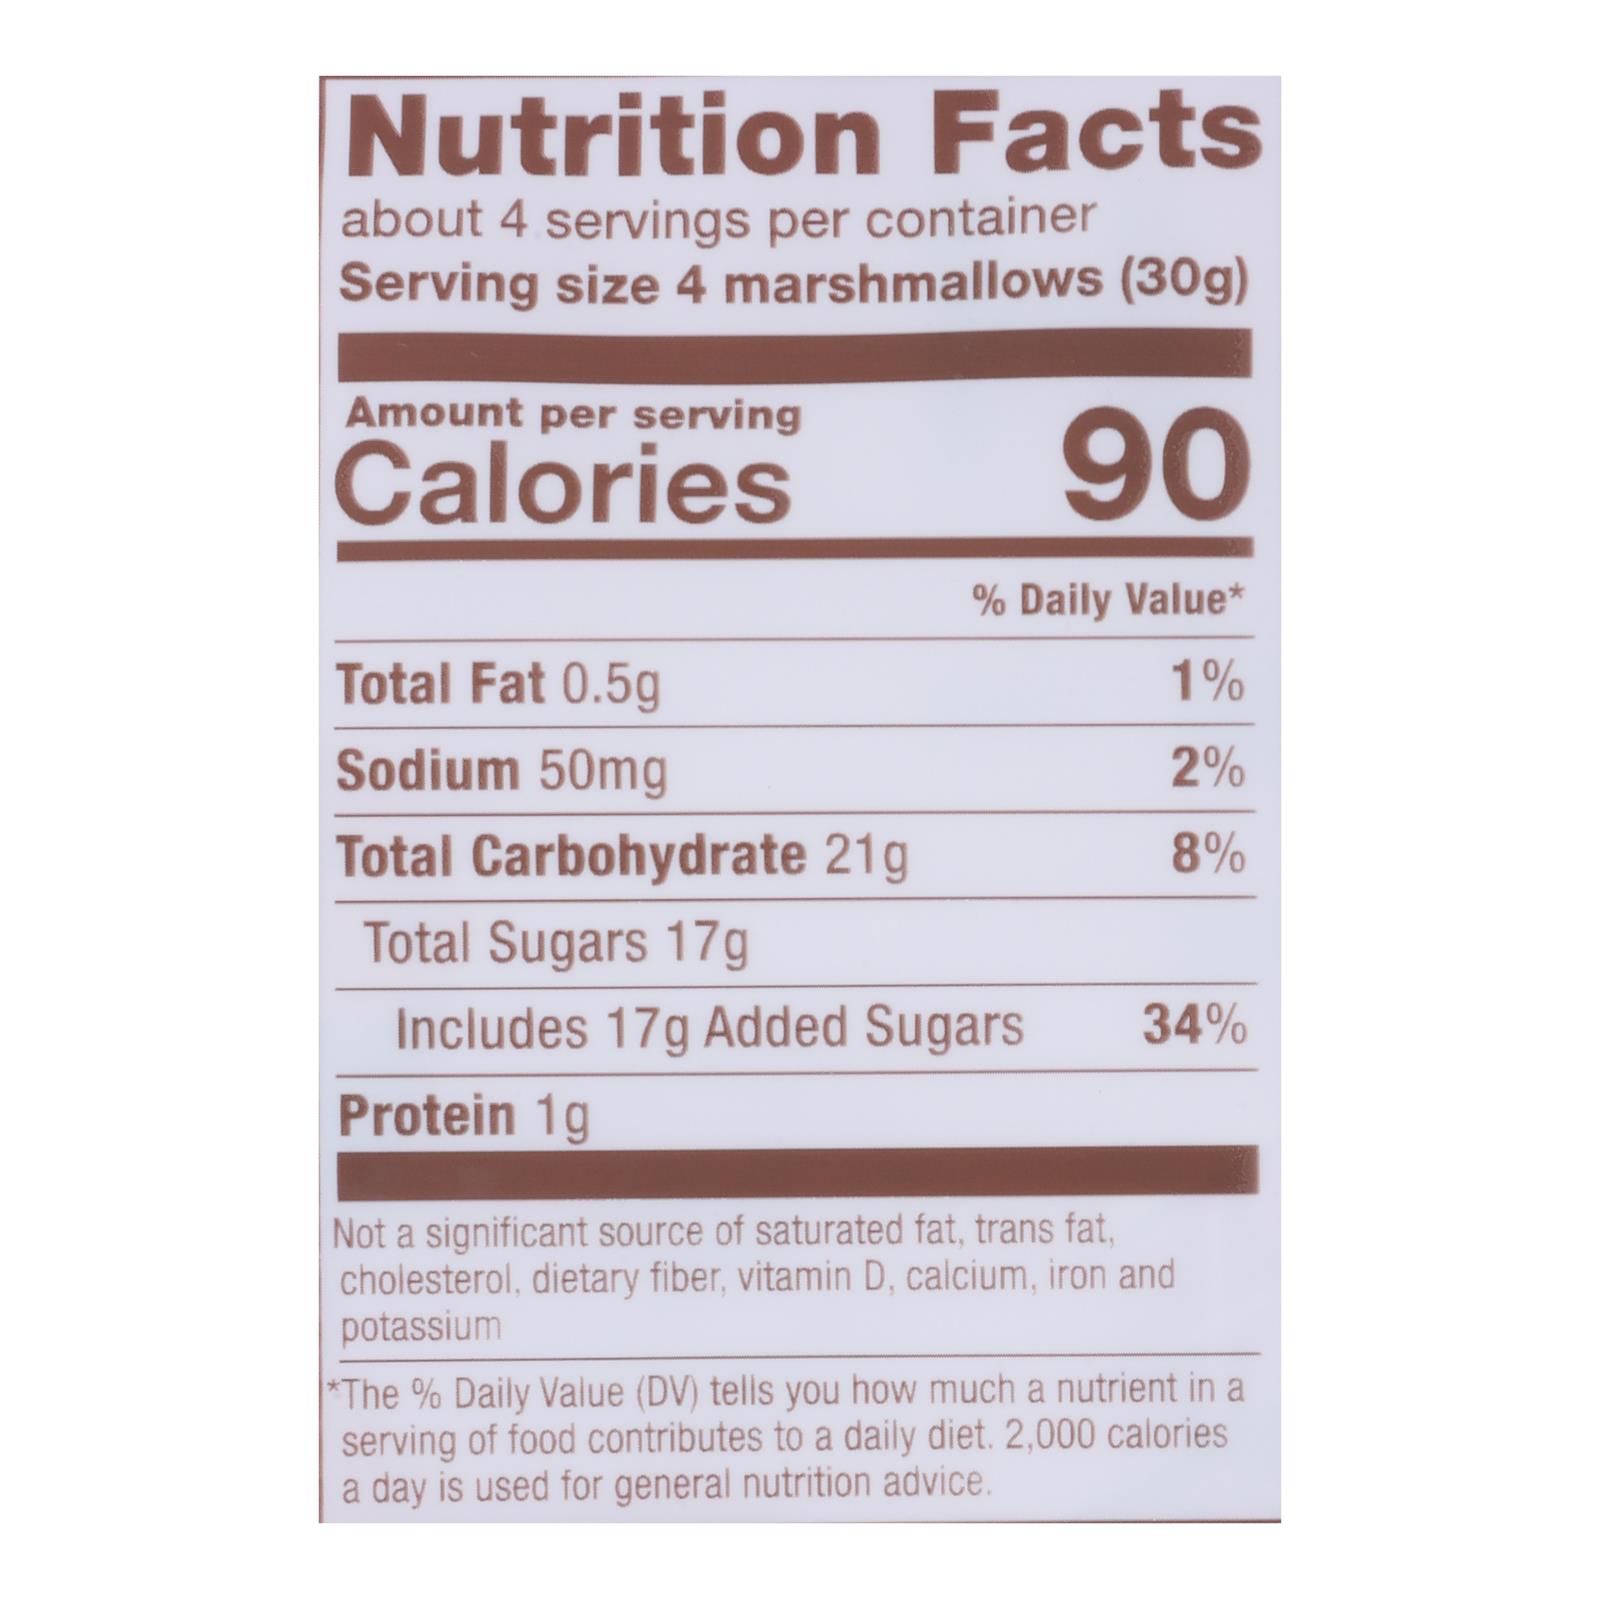 Nutrition Facts
about 4 servings per container
Serving size 4 marshmallows (30g)
Amount per serving
Calories 90
% Daily Value*
Total Fat 0.5g 1%
Sodium 50mg 2%
Total Carbohydrate 21g 8%
Total Sugars 17g
Includes 17g Added Sugars 34%
Protein 1g
Not a significant source of saturated fat, trans fat,
cholesterol, dietary fiber, vitamin D, calcium, iron and
potassium
*The % Daily Value (DV) tells you how much a nutrient in a
serving of food contributes to a daily diet. 2,000 calories
a day is used for general nutrition advice.